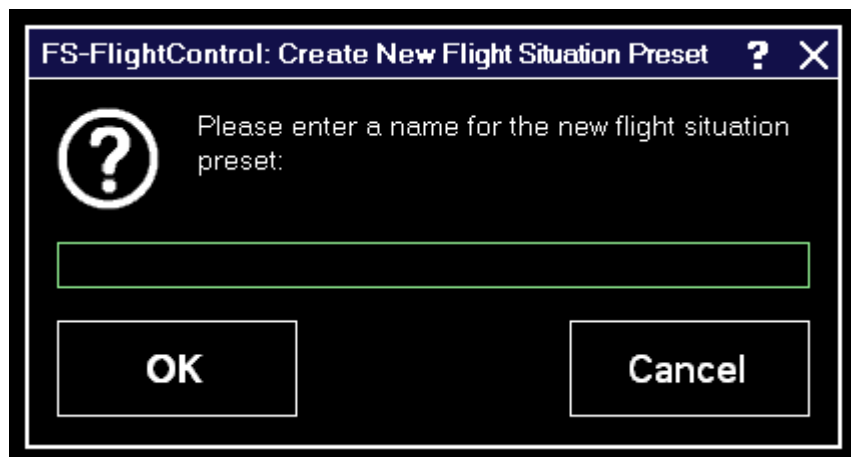 FS-FlightControl: Create New Flight Situation Preset ? X
? Please enter a name for the new flight situation
preset:
OK Cancel